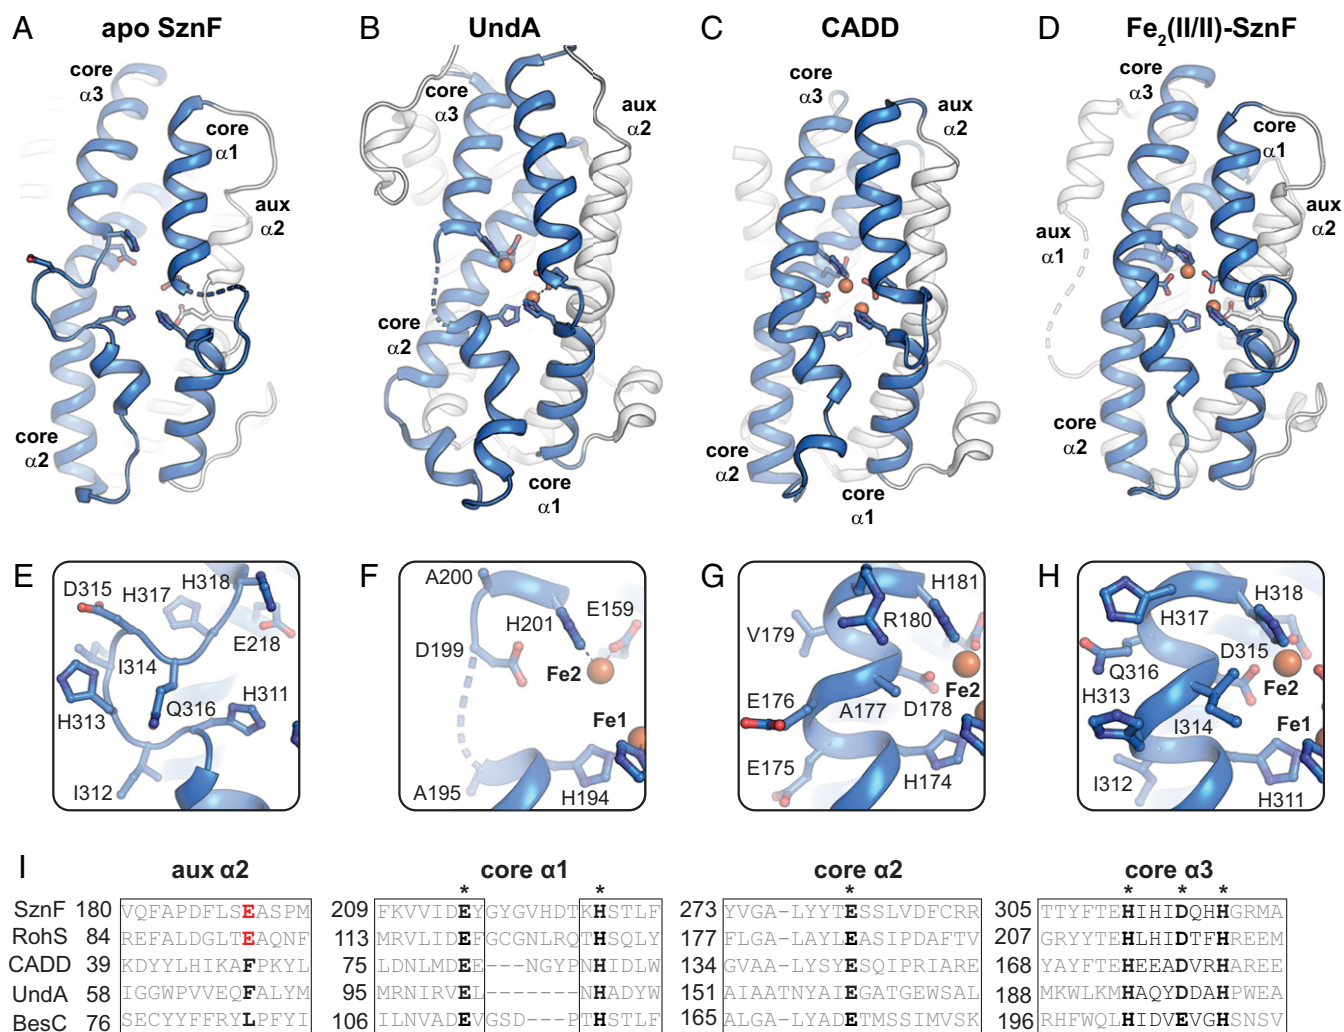 A apo SznF
B UndA
C CADD
D Fe2(II/II)-SznF
core α3
core α1
aux α2
core α2
core α3
aux α2
core α2
core α1
core α3
aux α2
core α2
core α1
core α3
core α1
aux α1
aux α2
core α2
E
D315
H317
H318
E218
I314
H313
Q316
H311
I312
F
A200
E159
H201
D199
Fe2
Fe1
A195
H194
G
H181
V179
R180
Fe2
E176
A177
D178
E175
H174
H
H317
H318
D315
Q316
Fe2
H313
I314
Fe1
I312
H311
I
aux α2 core α1 core α2 core α3
* * * * * *
SznF 180 VQFAPDFLSEASPM 209 FKVVIDEYGYGVHDTKHSTLF 273 YVGA-LYYTESSLVDFCRR 305 TTYFTEHIHIDQHHGRMA
RohS 84 REFALDGLTEAQNF 113 MRVLIDEFGCGNLRQTHSQLY 177 FLGA-LAYLEASIPDAFTV 207 GRYYTEHLHIDTFHREEM
CADD 39 KDYYLHIKAFPKYL 75 LDNLMDEE---NGYPNHIDLW 134 GVAA-LYSYESQIPRIARE 168 YAYFTEHEEADVRHAREE
UndA 58 IGGWPVVEQFALYM 95 MRNIRVEL-------NHADYW 151 AIAATNYAIEGATGEWSAL 188 MKWLKMHAQYDDAHPWEA
BesC 76 SECYYFFRYLPFYI 106 ILNVADEVGSD---PTHSTLF 165 ALGA-LYADETMSSIMVSK 196 RHFWQLHIDVEVGHSNSV